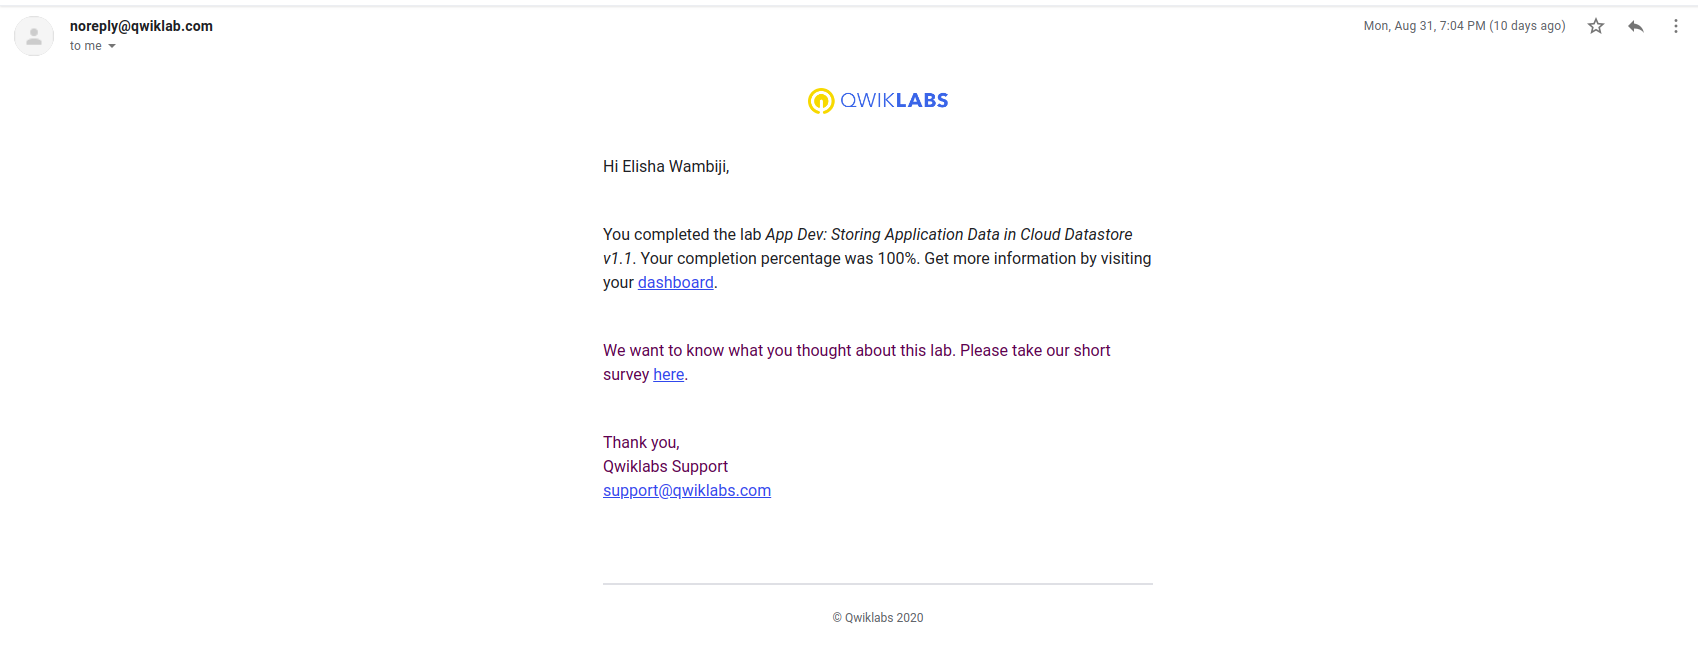 noreply@qwiklab.com
Mon, Aug 31, 7:04 PM (10 days ago)
to me
QWIKLABS
Hi Elisha Wambiji,
You completed the lab App Dev: Storing Application Data in Cloud Datastore
v1.1. Your completion percentage was 100%. Get more information by visiting
your dashboard.
We want to know what you thought about this lab. Please take our short
survey here.
Thank you,
Qwiklabs Support
support@qwiklabs.com
© Qwiklabs 2020